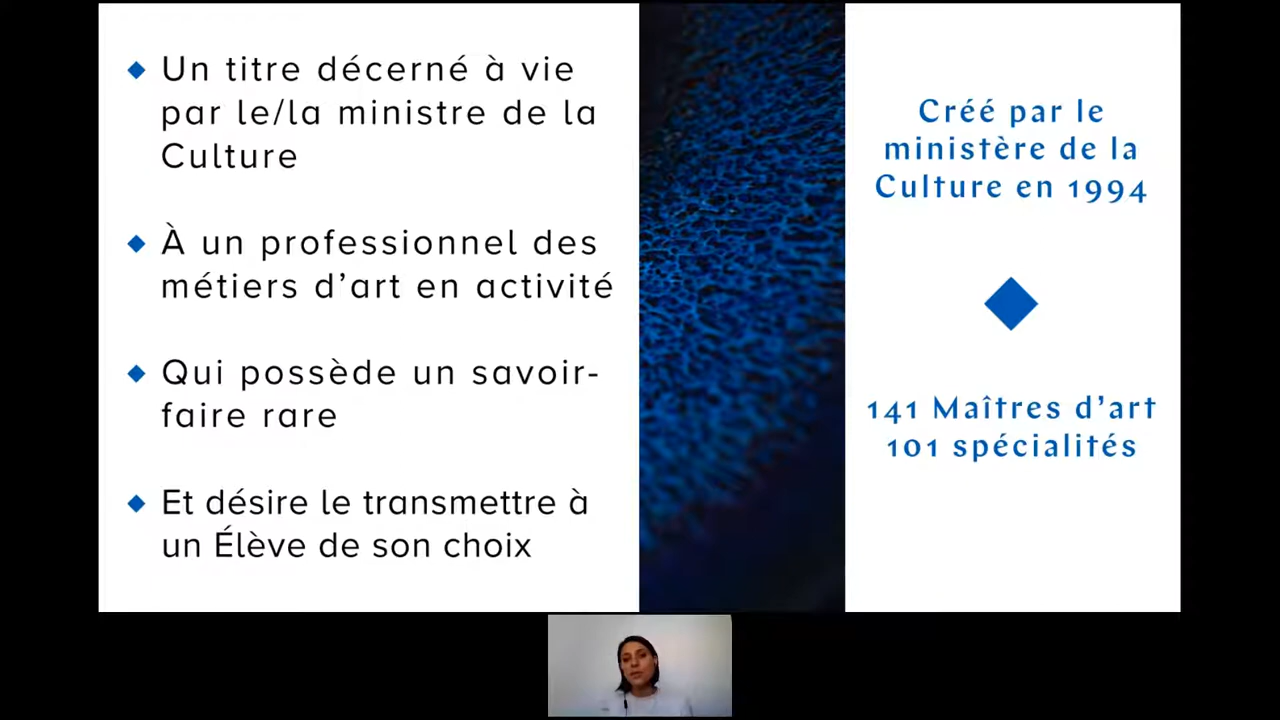 Un titre décerné à vie
par le/la ministre de la
Culture
À un professionnel des
métiers d’art en activité
Qui possède un savoir-
faire rare
Et désire le transmettre à
un Élève de son choix
Créé par le
ministère de la
Culture en 1994
141 Maîtres d’art
101 spécialités